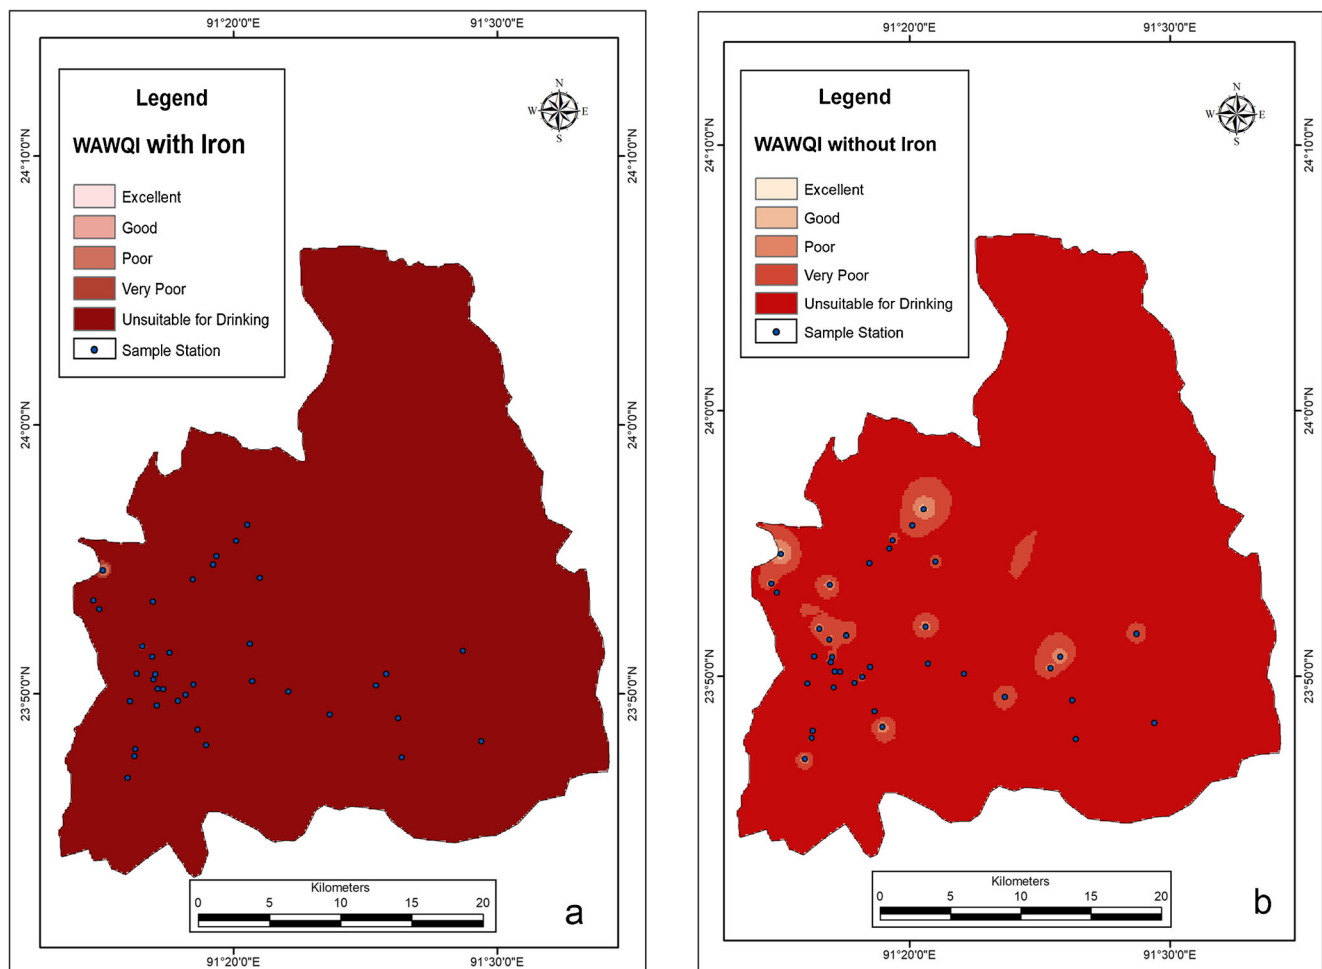 91°20'0"E
91°30'0"E
Legend
WAWQI with Iron
Excellent
Good
Poor
Very Poor
Unsuitable for Drinking
Sample Station
N
W
E
S
24°10'0"N
24°10'0"N
24°0'0"N
24°0'0"N
23°50'0"N
23°50'0"N
Kilometers
0 5 10 15 20
a
91°20'0"E
91°30'0"E
91°20'0"E
91°30'0"E
Legend
WAWQI without Iron
Excellent
Good
Poor
Very Poor
Unsuitable for Drinking
Sample Station
N
W
E
S
24°10'0"N
24°10'0"N
24°0'0"N
24°0'0"N
23°50'0"N
23°50'0"N
Kilometers
0 5 10 15 20
b
91°20'0"E
91°30'0"E